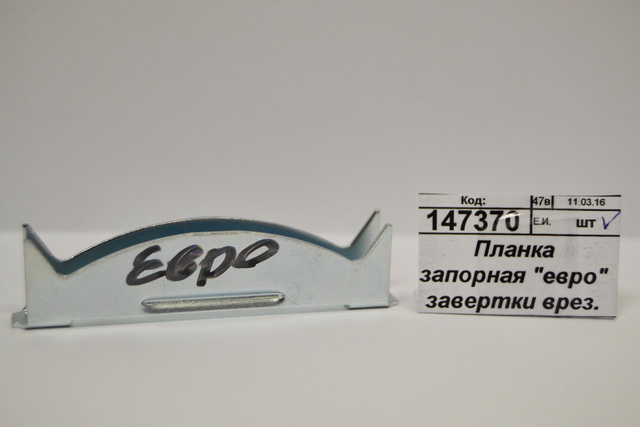 Евро
Код: 47в 11.03.16
147370 Е.И. шт
Планка
запорная "евро"
завертки врез.